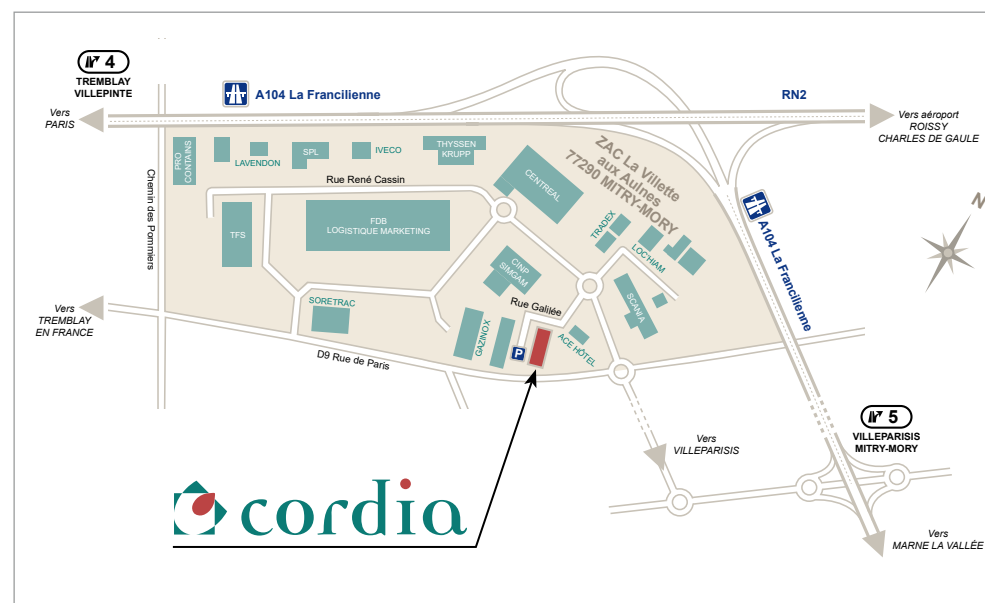 4
TREMBLAY
VILLEPINTE
A104 La Francilienne
RN2
Vers
PARIS
Vers aéroport
ROISSY
CHARLES DE GAULE
PRO
CONTAINS
LAVENDON
SPL
IVECO
THYSSEN
KRUPP
ZAC La Villette
aux Aulnes
77290 MITRY-MORY
CENTREAL
Rue René Cassin
Chemin des Pommiers
N
TFS
FDB
LOGISTIQUE MARKETING
TRADEX
LOC'HIAM
A104 La Francilienne
CINP
SIMGAM
SCANIA
Vers
TREMBLAY
EN FRANCE
SORETRAC
Rue Galilée
GAZINOX
P
ACE HÔTEL
D9 Rue de Paris
5
VILLEPARISIS
MITRY-MORY
Vers
VILLEPARISIS
cordia
Vers
MARNE LA VALLÉE